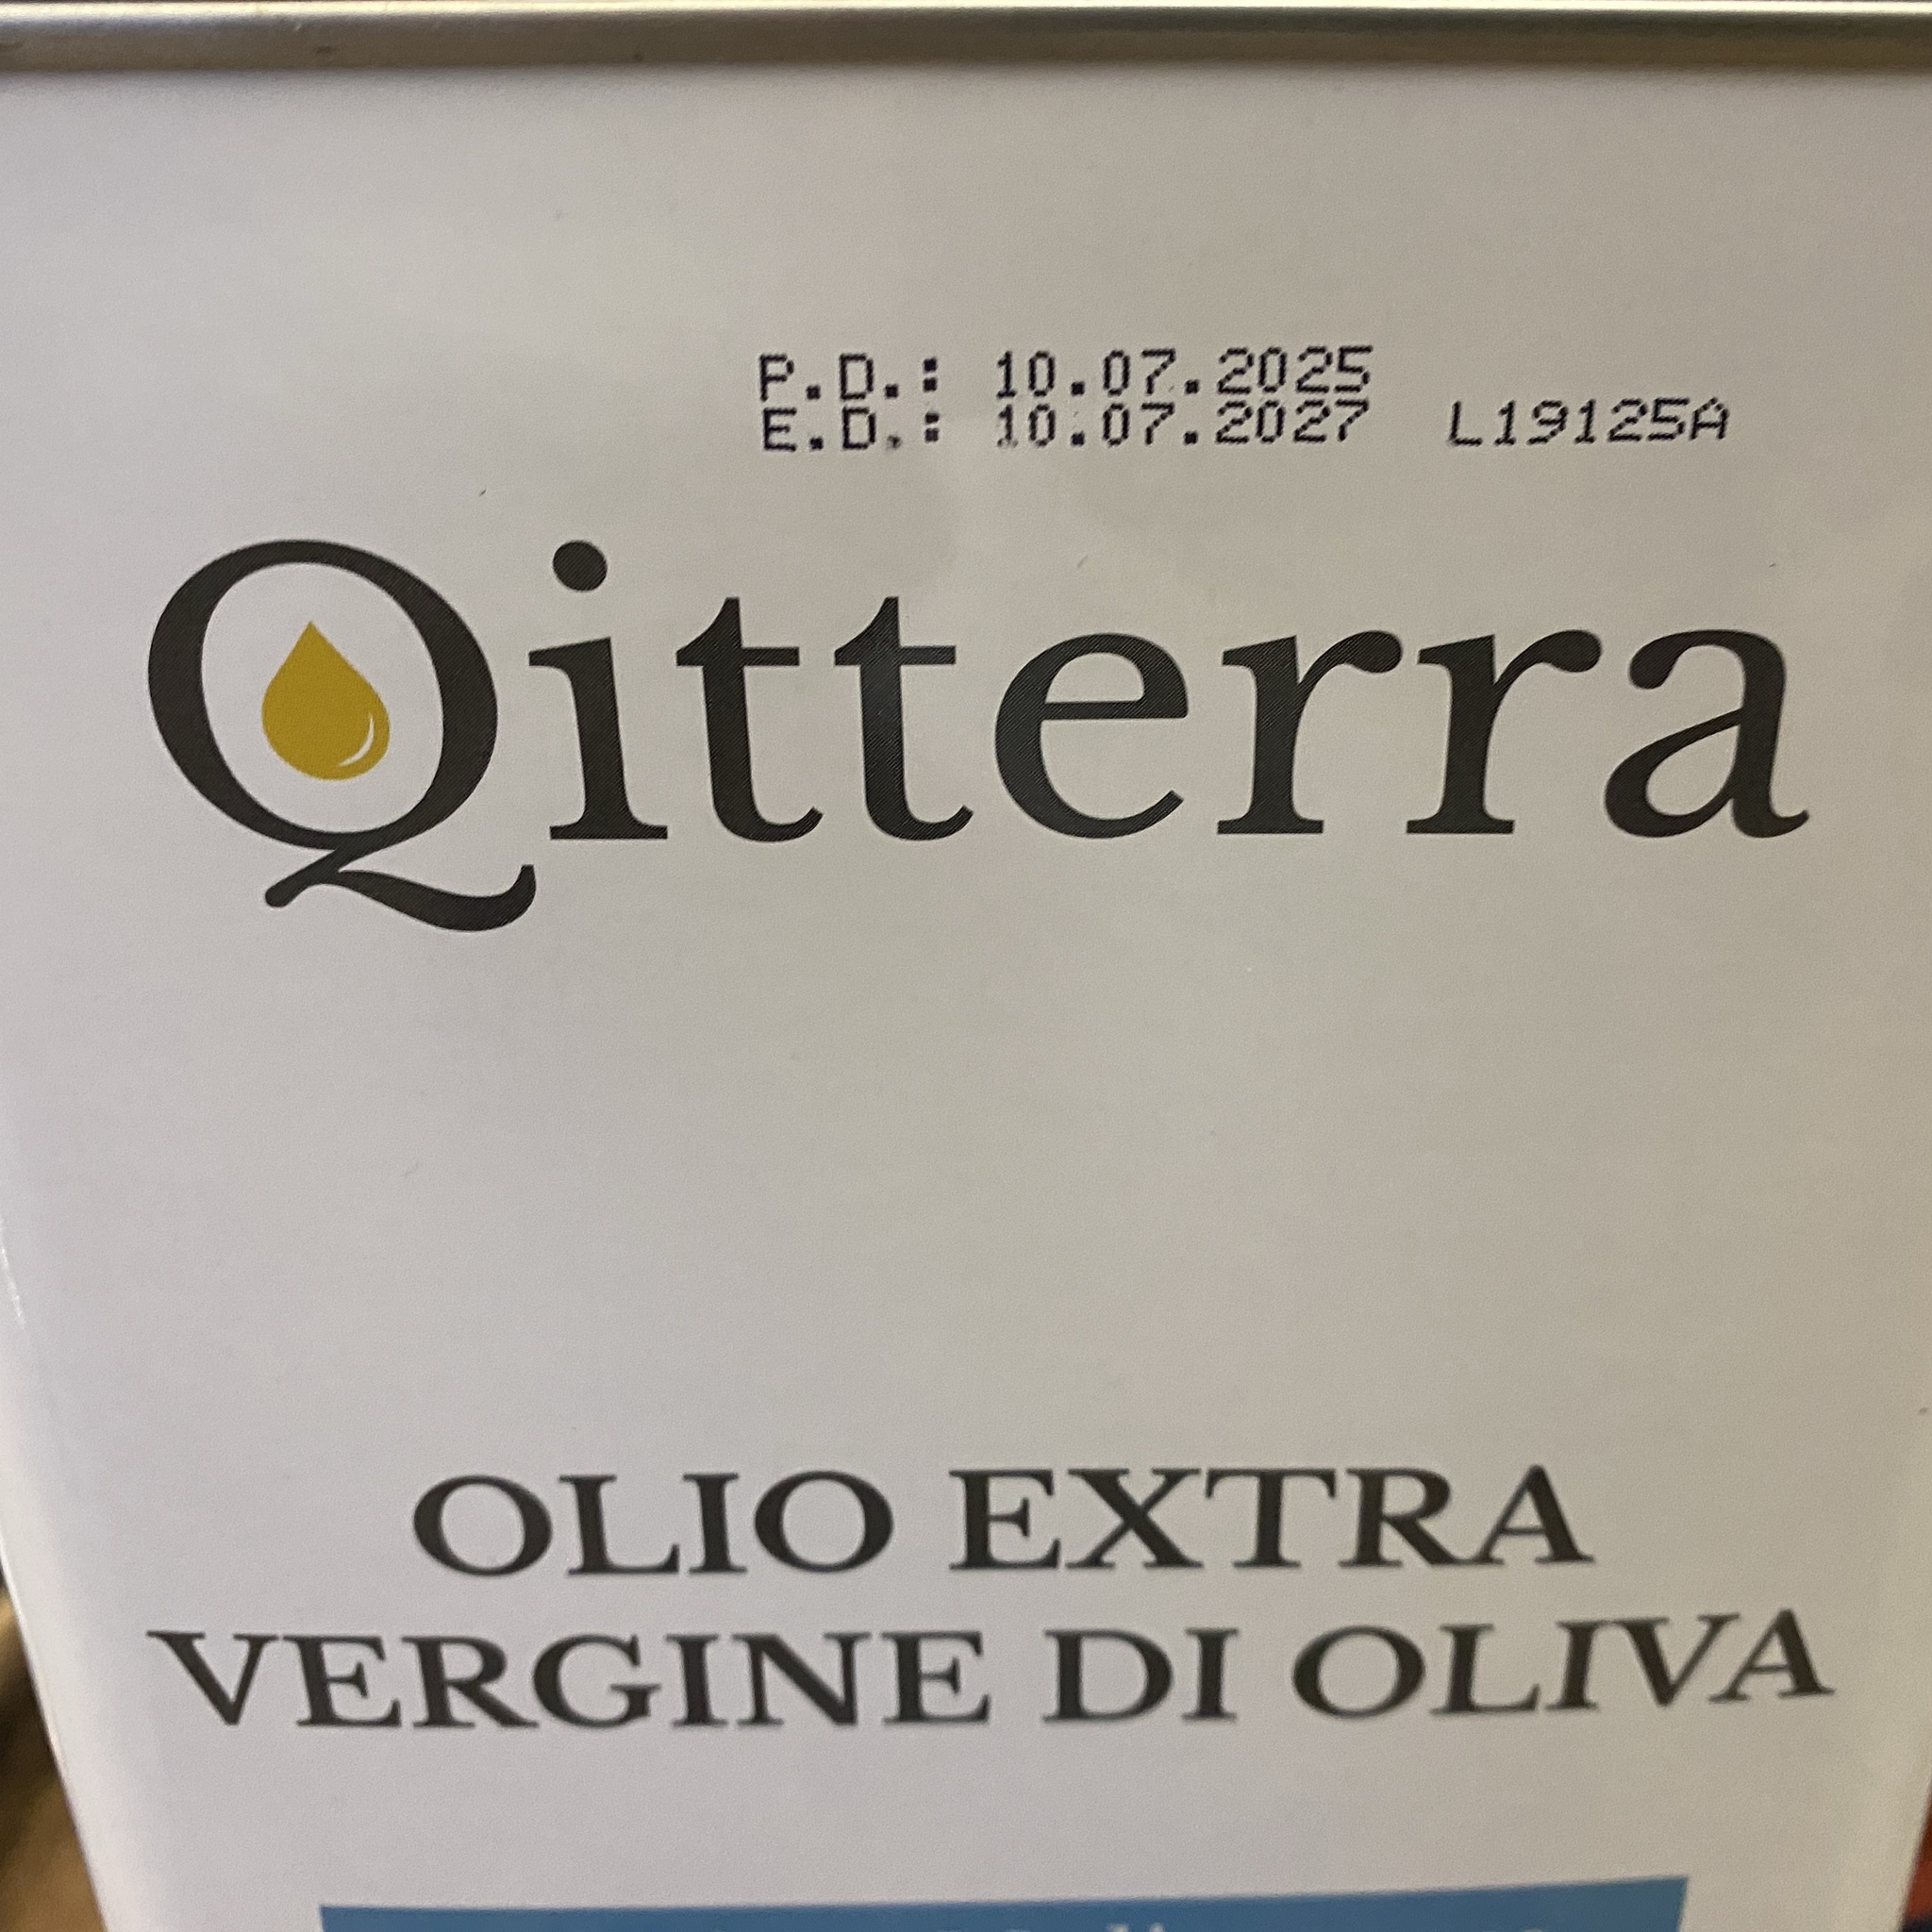 P.D.: 10.07.2025
E.D.: 10.07.2027 L19125A
Qitterra
OLIO EXTRA
VERGINE DI OLIVA